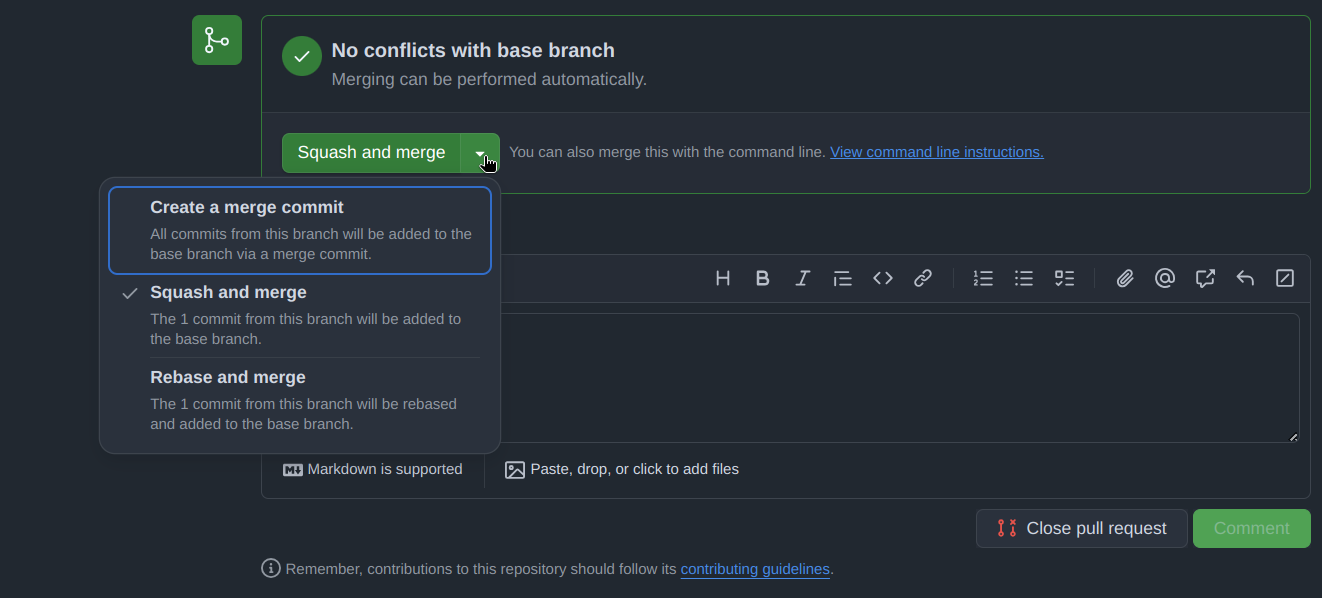 No conflicts with base branch
Merging can be performed automatically.
Squash and merge
You can also merge this with the command line. View command line instructions.
Create a merge commit
All commits from this branch will be added to the
base branch via a merge commit.
Squash and merge
The 1 commit from this branch will be added to
the base branch.
Rebase and merge
The 1 commit from this branch will be rebased
and added to the base branch.
Markdown is supported
Paste, drop, or click to add files
Close pull request
Comment
Remember, contributions to this repository should follow its contributing guidelines.